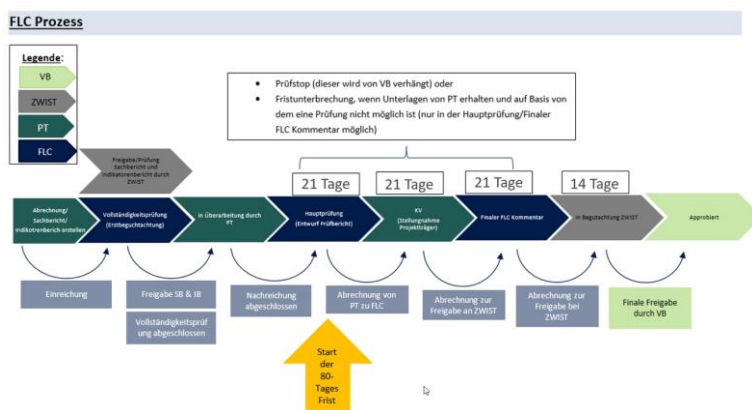 FLC Prozess
Legende:
VB
ZWIST
PT
FLC
• Prüfstop (dieser wird von VB verhängt) oder
• Fristunterbrechung, wenn Unterlagen von PT erhalten und auf Basis von
dem eine Prüfung nicht möglich ist (nur in der Hauptprüfung/Finaler
FLC Kommentar möglich)
Freigabe/Prüfung
Sachbericht und
Indikatorenbericht durch
ZWIST
21 Tage
21 Tage
21 Tage
14 Tage
Abrechnung/
Sachbericht/
Indikatrenberich erstellen
Vollständigkeitsprüfung
(Erstbegutachtung)
in Überarbeitung durch
PT
Hauptprüfung
(Entwurf Prüfbericht)
KV
(Stellungnahme
Projektträger)
Finaler FLC Kommentar
in Begutachtung ZWIST
Approbiert
Einreichung
Freigabe SB & IB
Vollständigkeitsprüf
ung abgeschlossen
Nachreichung
abgeschlossen
Abrechnung von
PT zu FLC
Abrechnung zur
Freigabe an ZWIST
Abrechnung zur
Freigabe bei
ZWIST
Finale Freigabe
durch VB
Start
der
80-
Tages
Frist